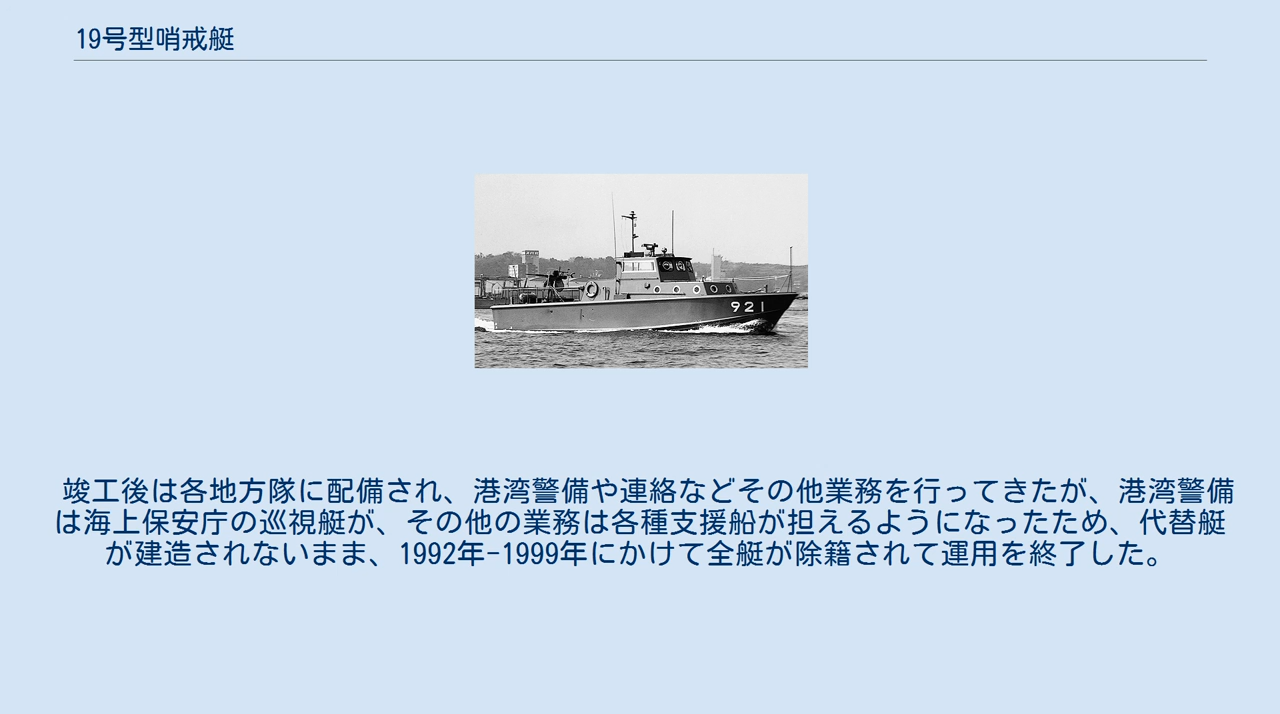 19号型哨戒艇
921
竣工後は各地方隊に配備され、港湾警備や連絡などその他業務を行ってきたが、港湾警備
は海上保安庁の巡視艇が、その他の業務は各種支援船が担えるようになったため、代替艇
が建造されないまま、1992年-1999年にかけて全艇が除籍されて運用を終了した。